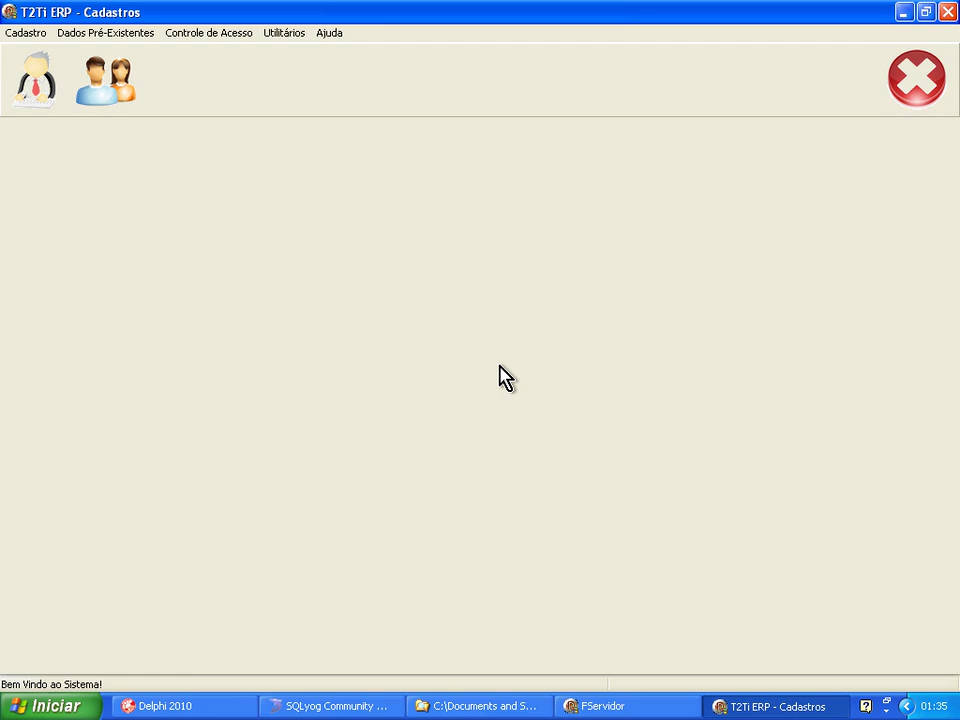 T2Ti ERP - Cadastros
Cadastro Dados Pré-Existentes Controle de Acesso Utilitários Ajuda
Bem Vindo ao Sistema!
Iniciar Delphi 2010 SQLyog Community ... C:\Documents and S... FServidor T2Ti ERP - Cadastros 01:35